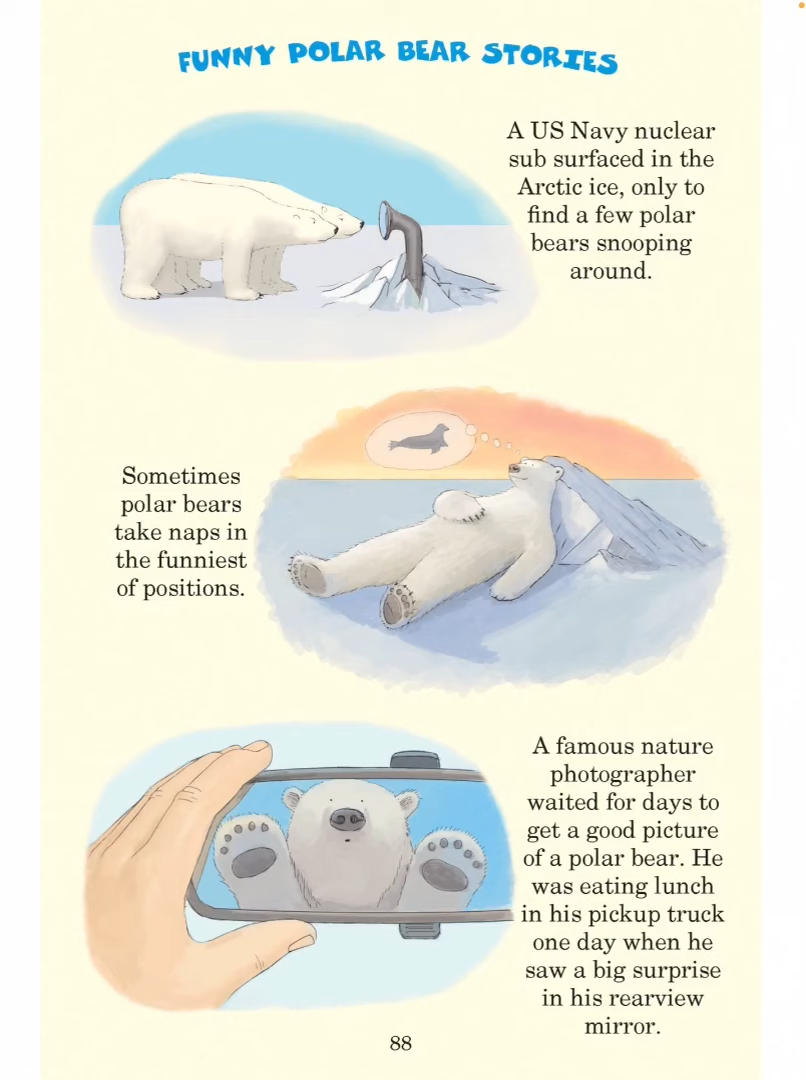 FUNNY POLAR BEAR STORIES
A US Navy nuclear
sub surfaced in the
Arctic ice, only to
find a few polar
bears snooping
around.
Sometimes
polar bears
take naps in
the funniest
of positions.
A famous nature
photographer
waited for days to
get a good picture
of a polar bear. He
was eating lunch
in his pickup truck
one day when he
saw a big surprise
in his rearview
mirror.
88